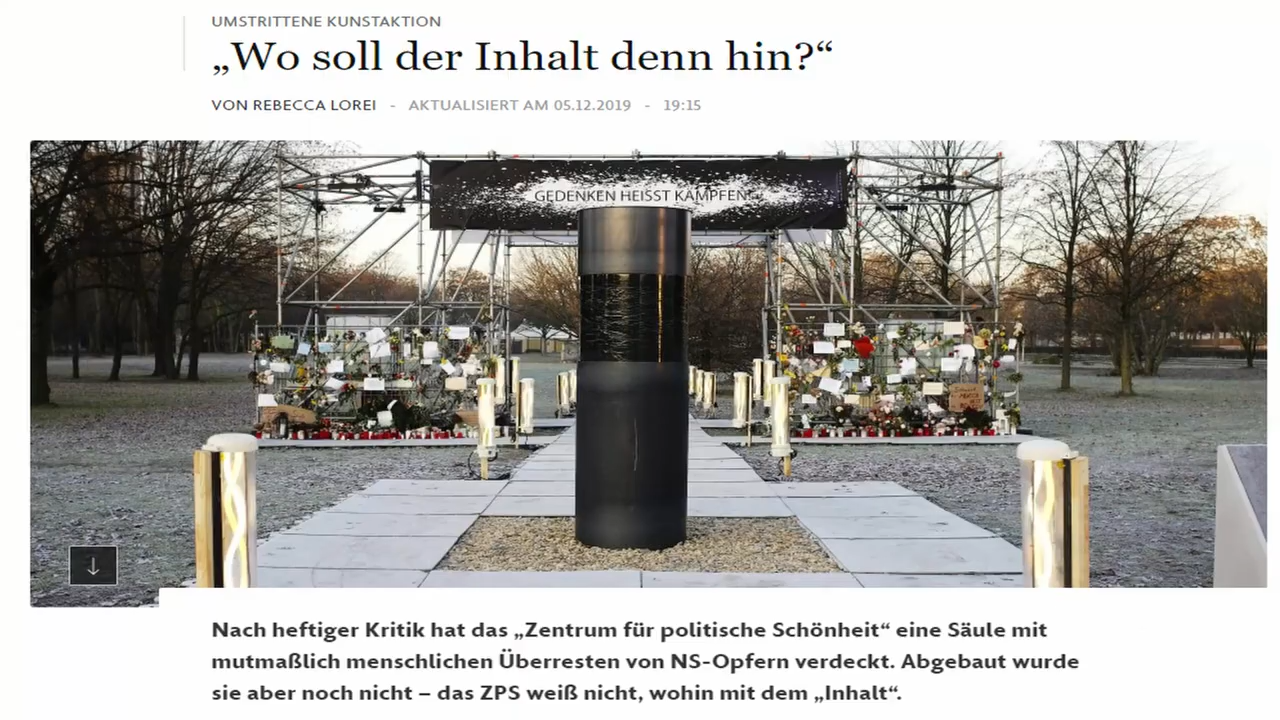 UMSTRITTENE KUNSTAKTION
„Wo soll der Inhalt denn hin?“
VON REBECCA LOREI - AKTUALISIERT AM 05.12.2019 - 19:15
GEDENKEN HEISST KÄMPFEN
Nach heftiger Kritik hat das „Zentrum für politische Schönheit“ eine Säule mit
mutmaßlich menschlichen Überresten von NS-Opfern verdeckt. Abgebaut wurde
sie aber noch nicht – das ZPS weiß nicht, wohin mit dem „Inhalt“.